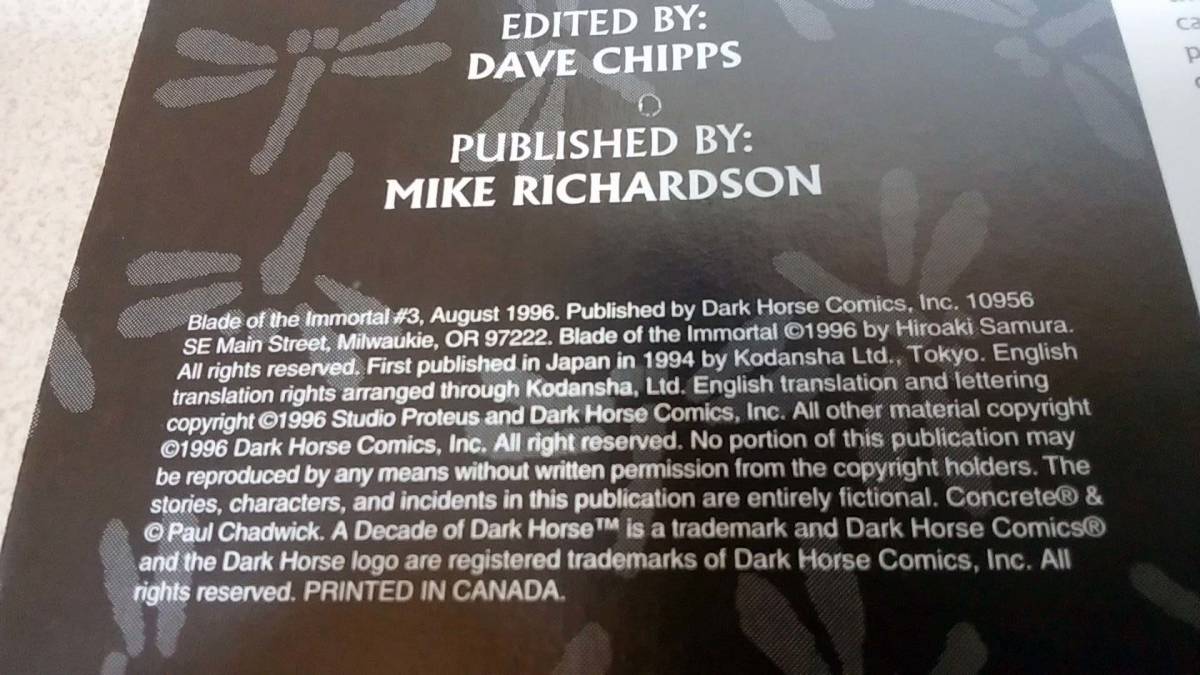 EDITED BY:
DAVE CHIPPS
PUBLISHED BY:
MIKE RICHARDSON
Blade of the Immortal #3, August 1996. Published by Dark Horse Comics, Inc. 10956
SE Main Street, Milwaukie, OR 97222. Blade of the Immortal ©1996 by Hiroaki Samura.
All rights reserved. First published in Japan in 1994 by Kodansha Ltd., Tokyo. English
translation rights arranged through Kodansha, Ltd. English translation and lettering
copyright ©1996 Studio Proteus and Dark Horse Comics, Inc. All other material copyright
©1996 Dark Horse Comics, Inc. All right reserved. No portion of this publication may
be reproduced by any means without written permission from the copyright holders. The
stories, characters, and incidents in this publication are entirely fictional. Concrete® &
© Paul Chadwick. A Decade of Dark Horse™ is a trademark and Dark Horse Comics®
and the Dark Horse logo are registered trademarks of Dark Horse Comics, Inc. All
rights reserved. PRINTED IN CANADA.